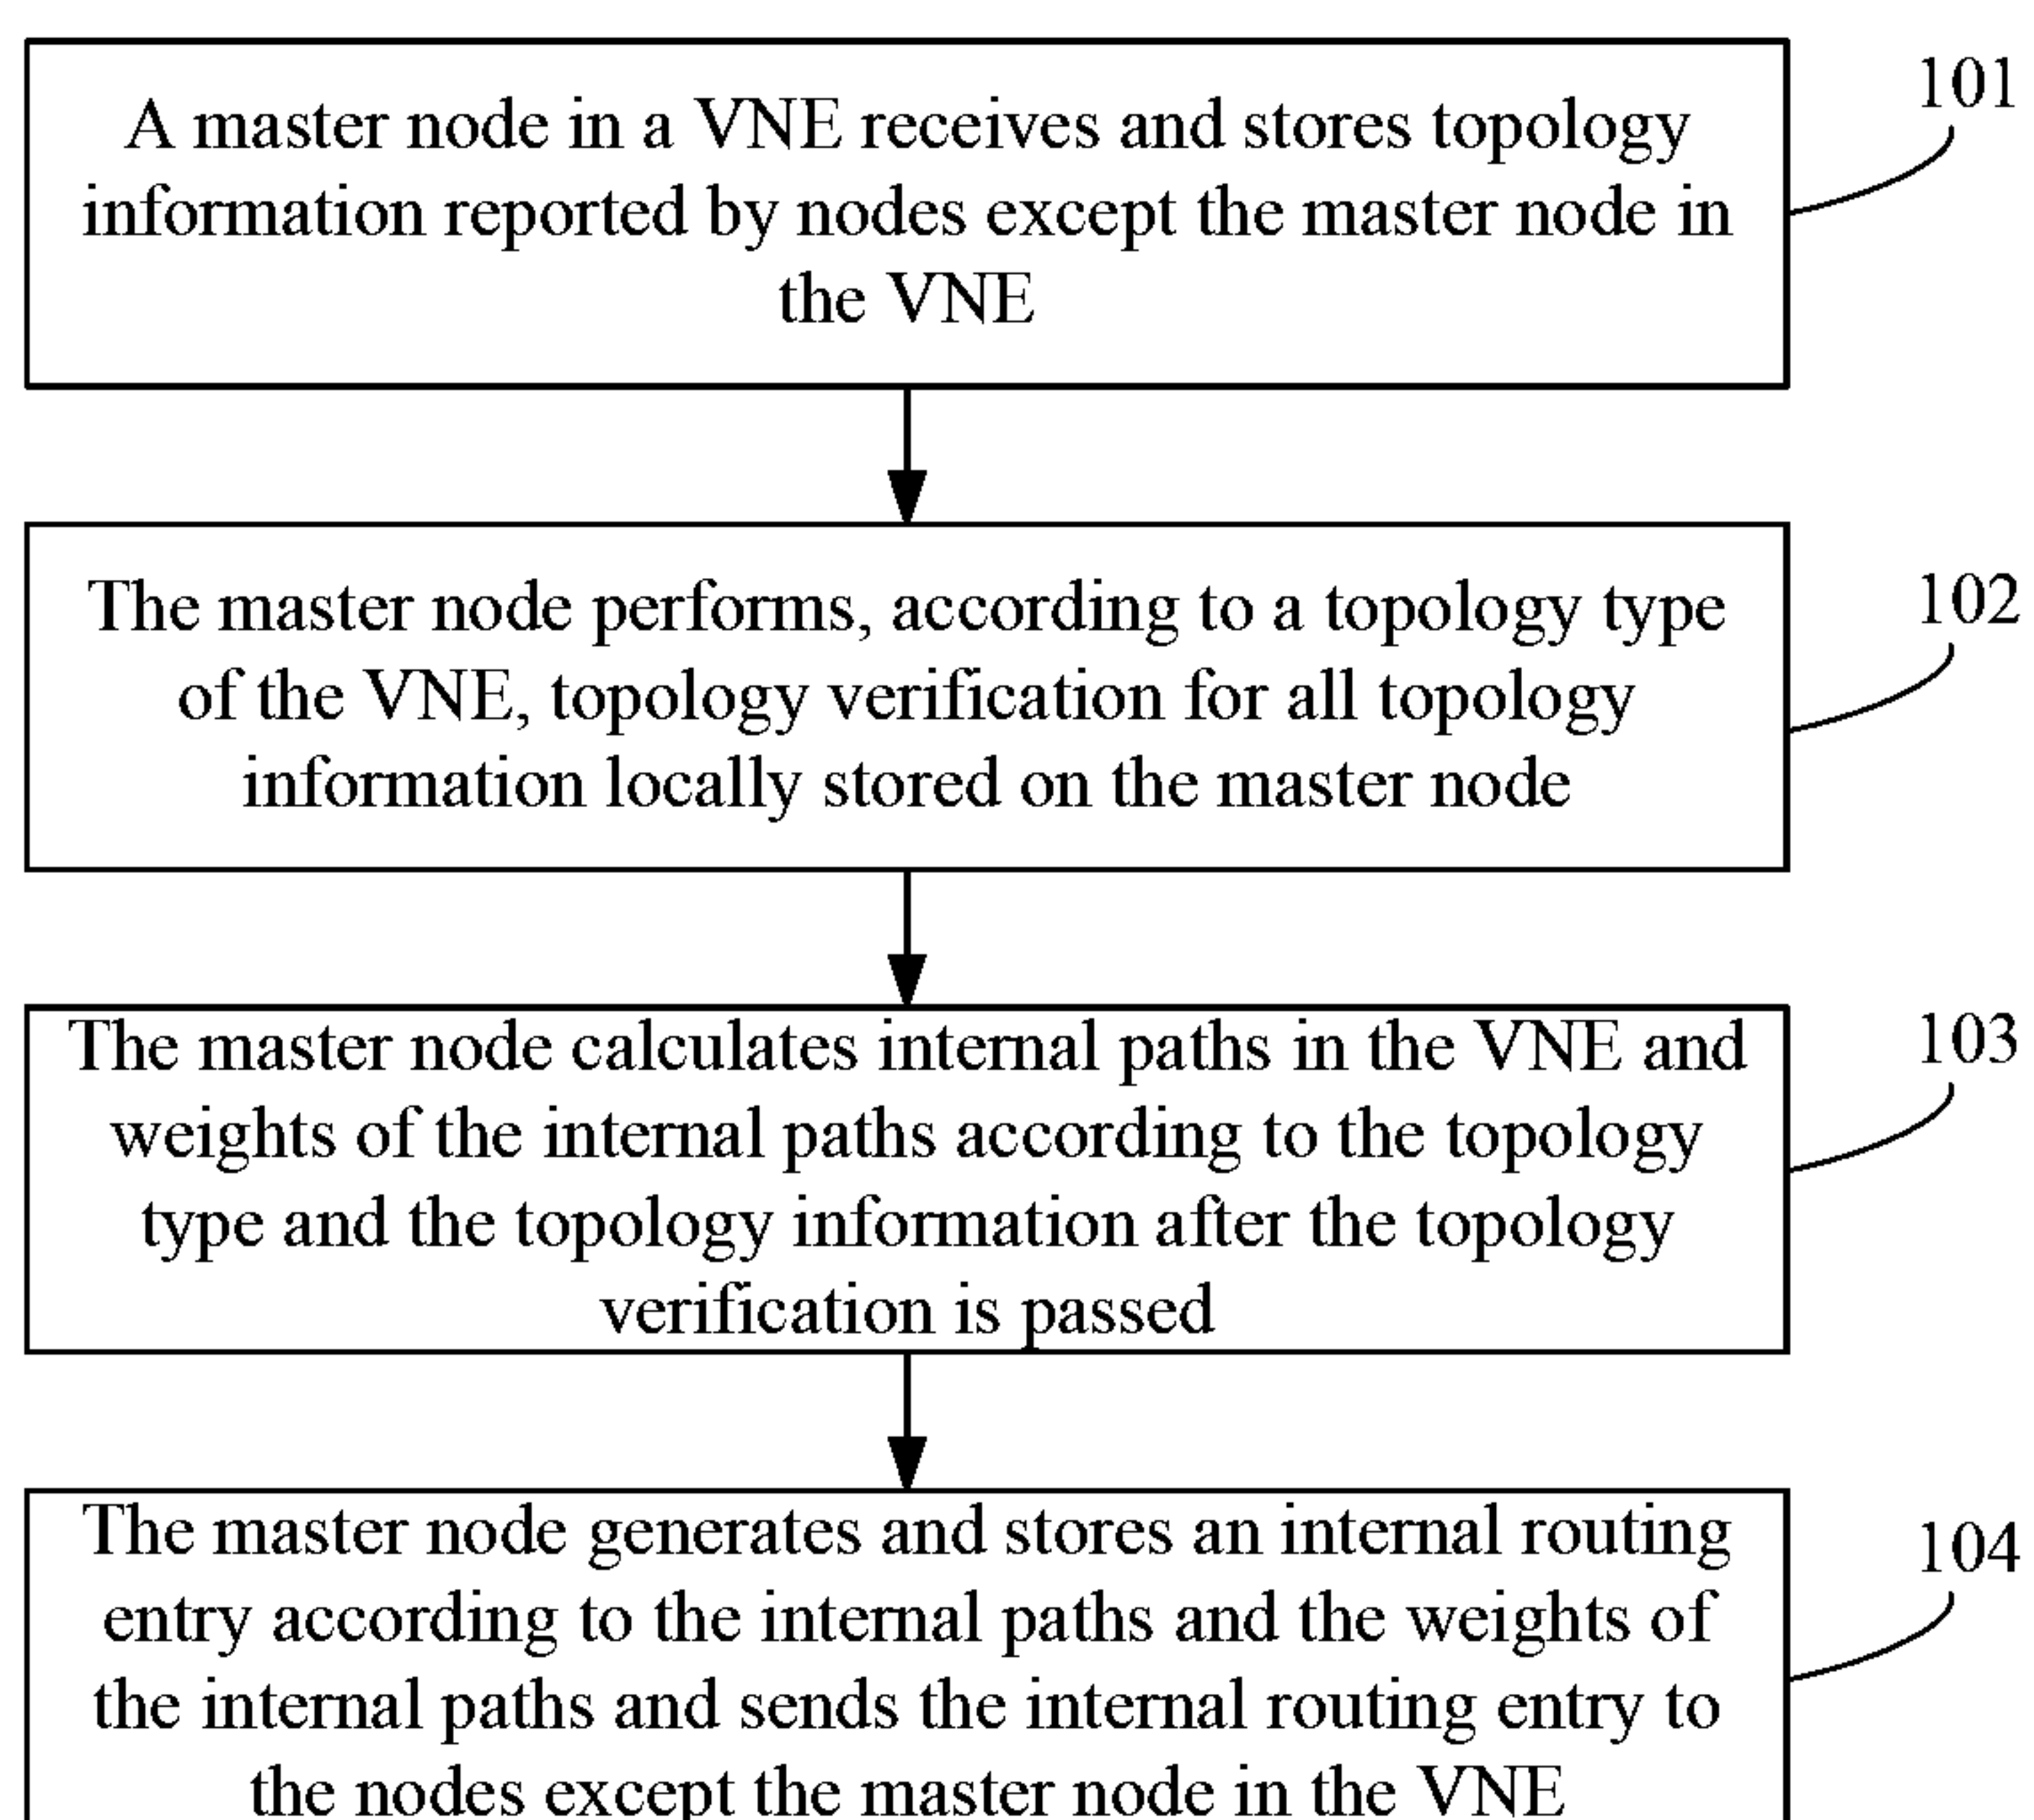 A master node in a VNE receives and stores topology
information reported by nodes except the master node in
the VNE
101
The master node performs, according to a topology type
of the VNE, topology verification for all topology
information locally stored on the master node
102
The master node calculates internal paths in the VNE and
weights of the internal paths according to the topology
type and the topology information after the topology
verification is passed
103
The master node generates and stores an internal routing
entry according to the internal paths and the weights of
the internal paths and sends the internal routing entry to
the nodes except the master node in the VNE
104